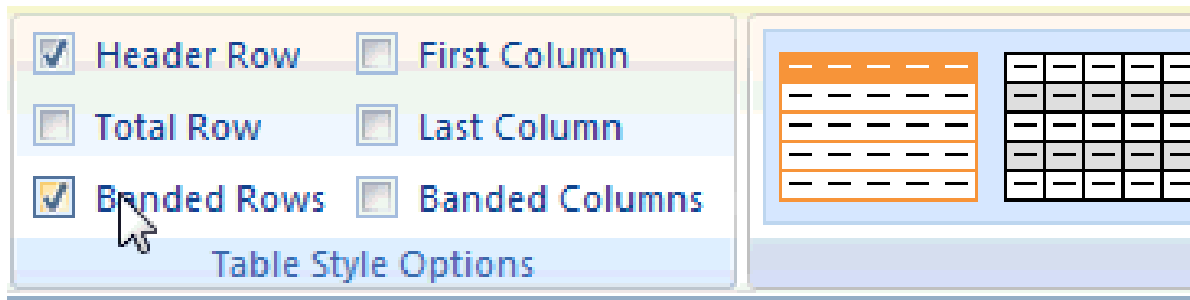 Header Row First Column
Total Row Last Column
Banded Rows Banded Columns
Table Style Options